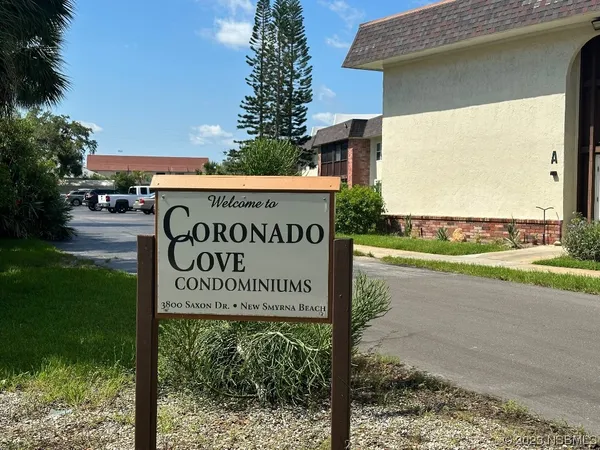 Welcome to
CORONADO
COVE
CONDOMINIUMS
3800 SAXON DR. • NEW SMYRNA BEACH
A
© 2023 NSBMLS